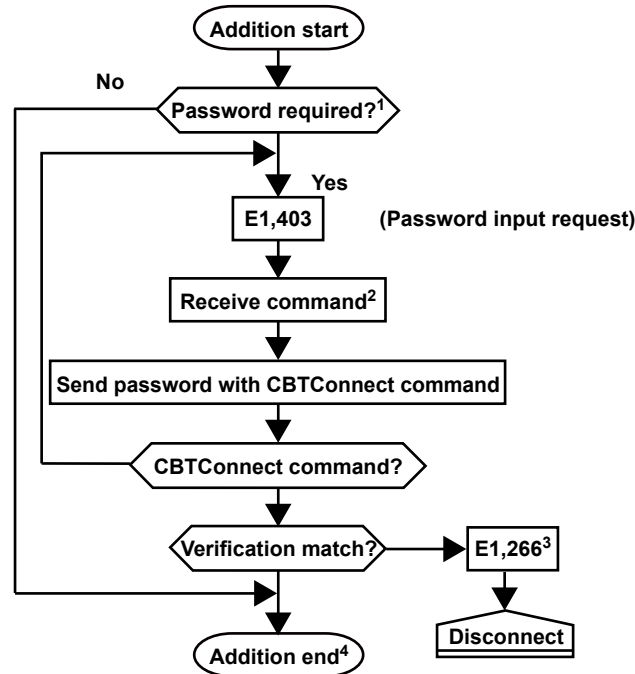 Addition start
No
Password required?1
Yes
E1,403
(Password input request)
Receive command2
Send password with CBTConnect command
CBTConnect command?
Verification match?
E1,2663
Disconnect
Addition end4